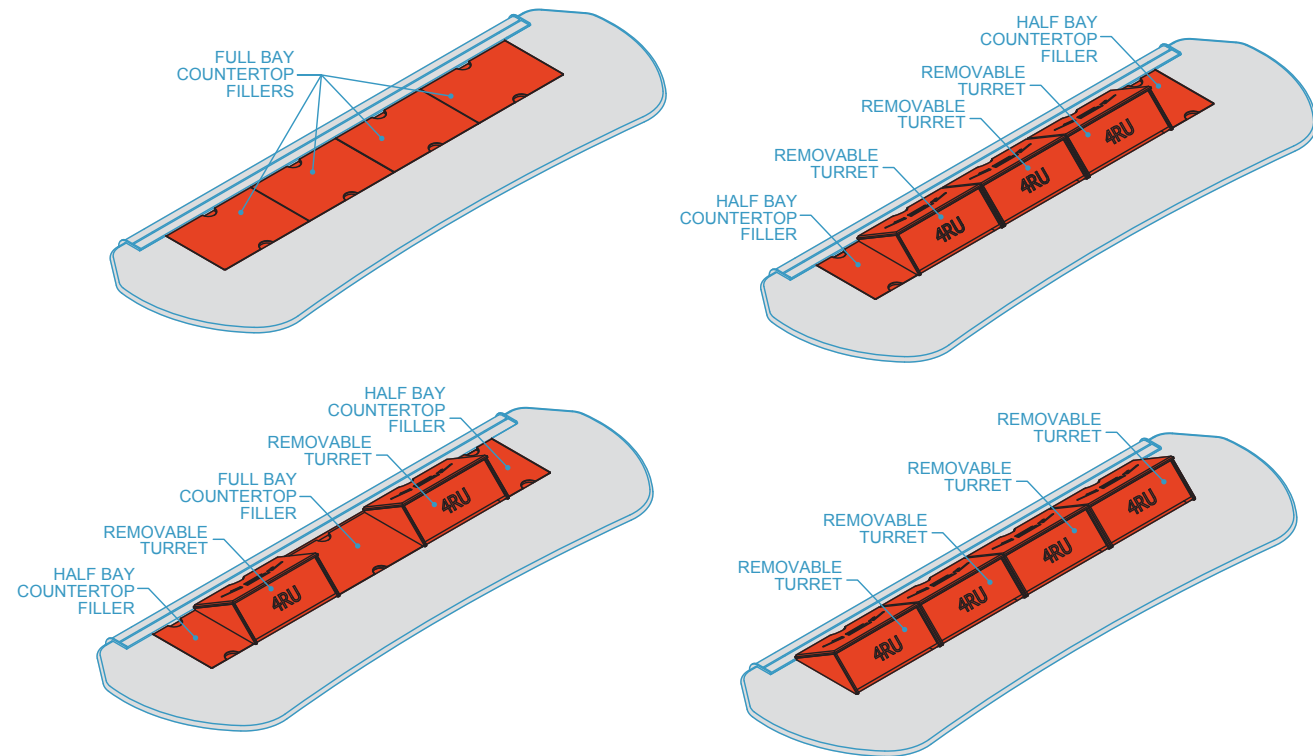 FULL BAY
COUNTERTOP
FILLERS
HALF BAY
COUNTERTOP
FILLER
REMOVABLE
TURRET
REMOVABLE
TURRET
REMOVABLE
TURRET
HALF BAY
COUNTERTOP
FILLER
4RU
4RU
4RU
HALF BAY
COUNTERTOP
FILLER
REMOVABLE
TURRET
FULL BAY
COUNTERTOP
FILLER
REMOVABLE
TURRET
HALF BAY
COUNTERTOP
FILLER
4RU
4RU
REMOVABLE
TURRET
REMOVABLE
TURRET
REMOVABLE
TURRET
REMOVABLE
TURRET
4RU
4RU
4RU
4RU